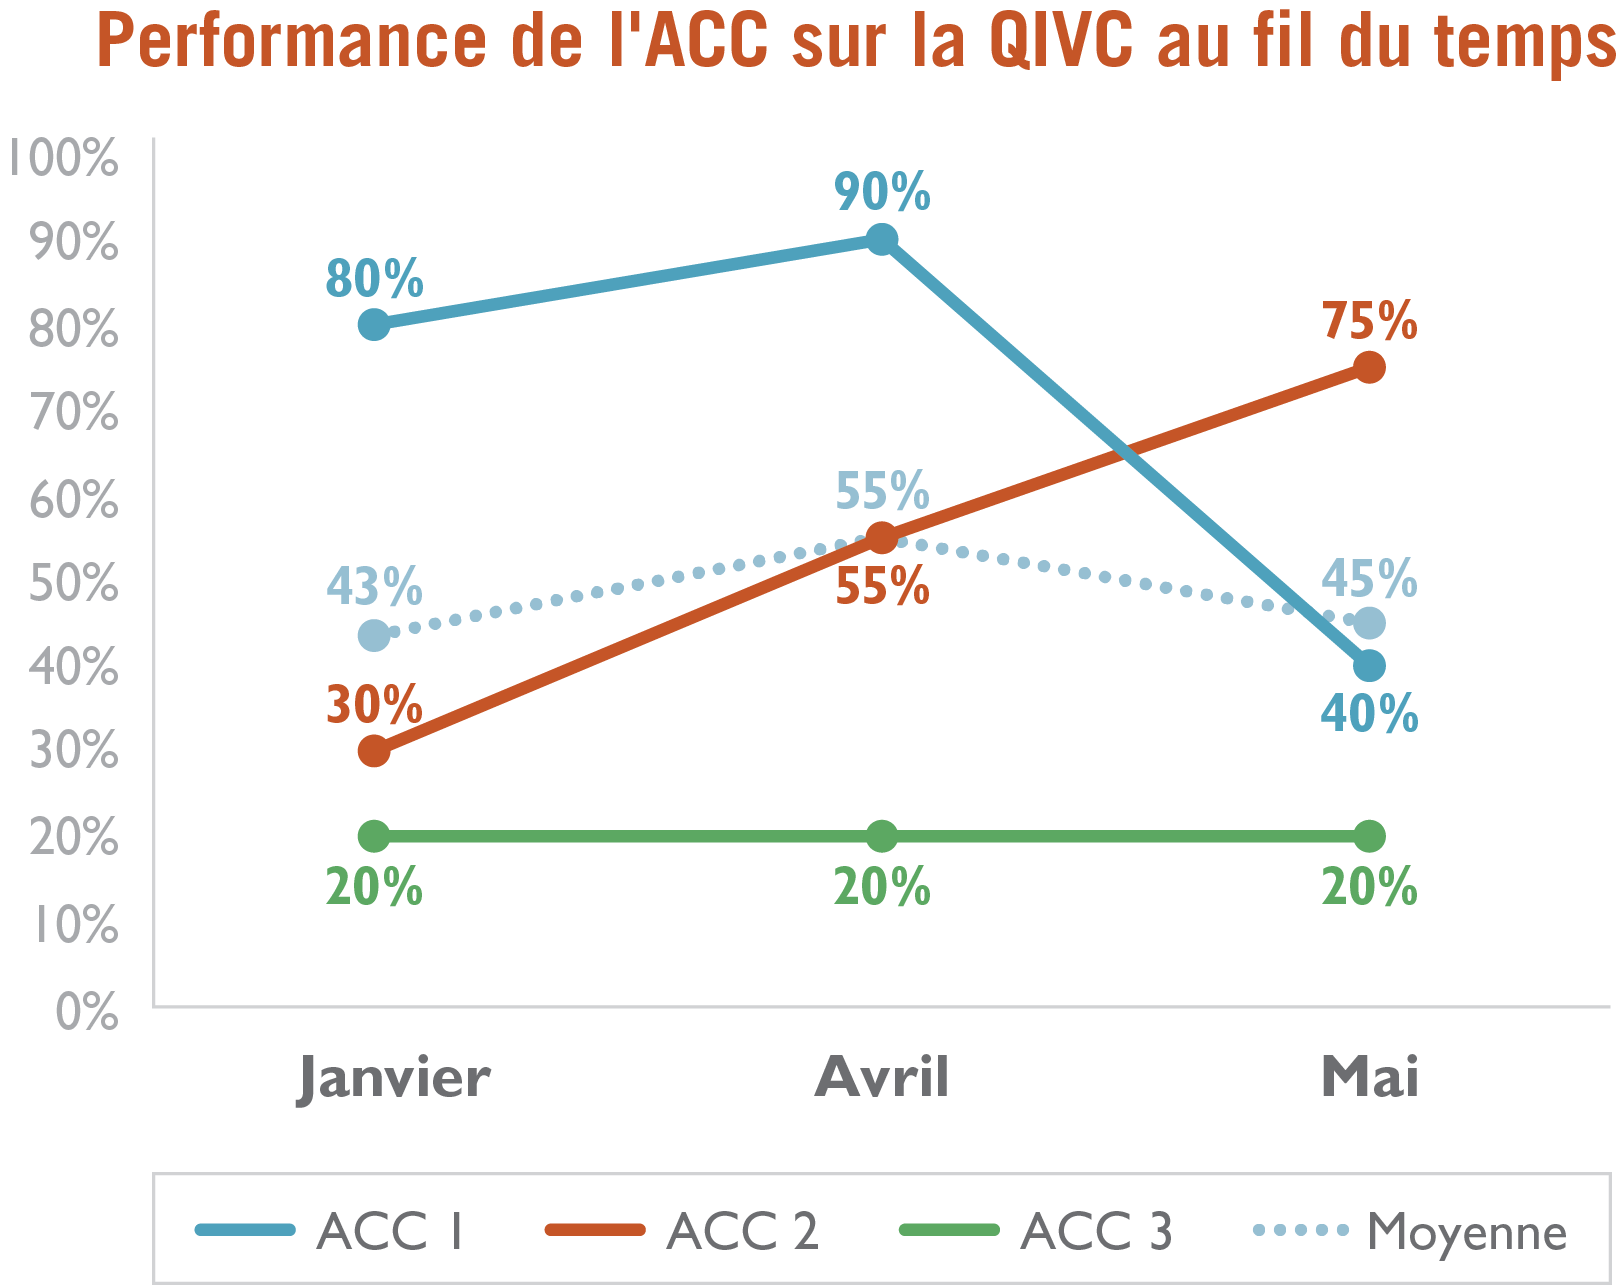 Performance de l'ACC sur la QIVC au fil du temps
100%
90%
80%
70%
60%
50%
40%
30%
20%
10%
0%
80%
90%
40%
30%
55%
75%
43%
55%
45%
20%
20%
20%
Janvier
Avril
Mai
ACC 1
ACC 2
ACC 3
Moyenne